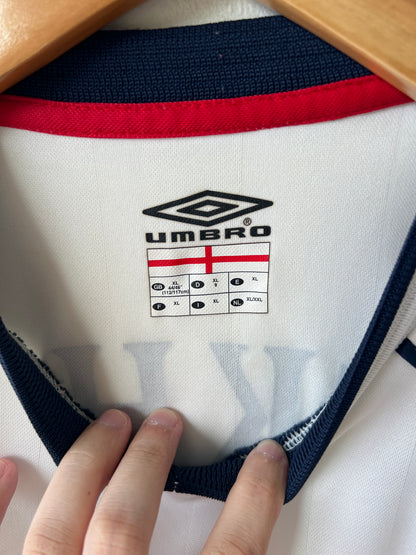 ®
UMBRO
GB XL 44/46" (112/117cm) D XL 9 E XL
F XL I XL NL XL/XXL